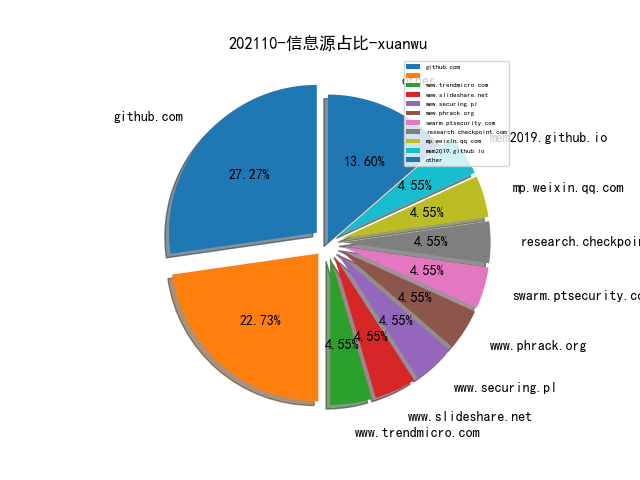 202110-信息源占比-xuanwu
github.com
www.trendmicro.com
www.slideshare.net
www.securing.pl
www.phrack.org
swarm.ptsecurity.com
research.checkpoint.com
mp.weixin.qq.com
mem2019.github.io
other
other
github.com
mem2019.github.io
mp.weixin.qq.com
research.checkpoin
swarm.ptsecurity.co
www.phrack.org
www.securing.pl
www.slideshare.net
www.trendmicro.com
27.27%
13.60%
4.55%
4.55%
4.55%
4.55%
4.55%
4.55%
4.55%
4.55%
22.73%